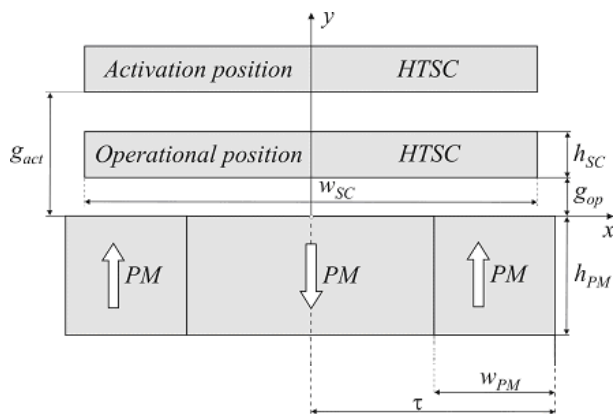 y
Activation position HTSC
g_act
Operational position HTSC
h_SC
w_SC
g_op
x
PM PM PM
h_PM
w_PM
τ